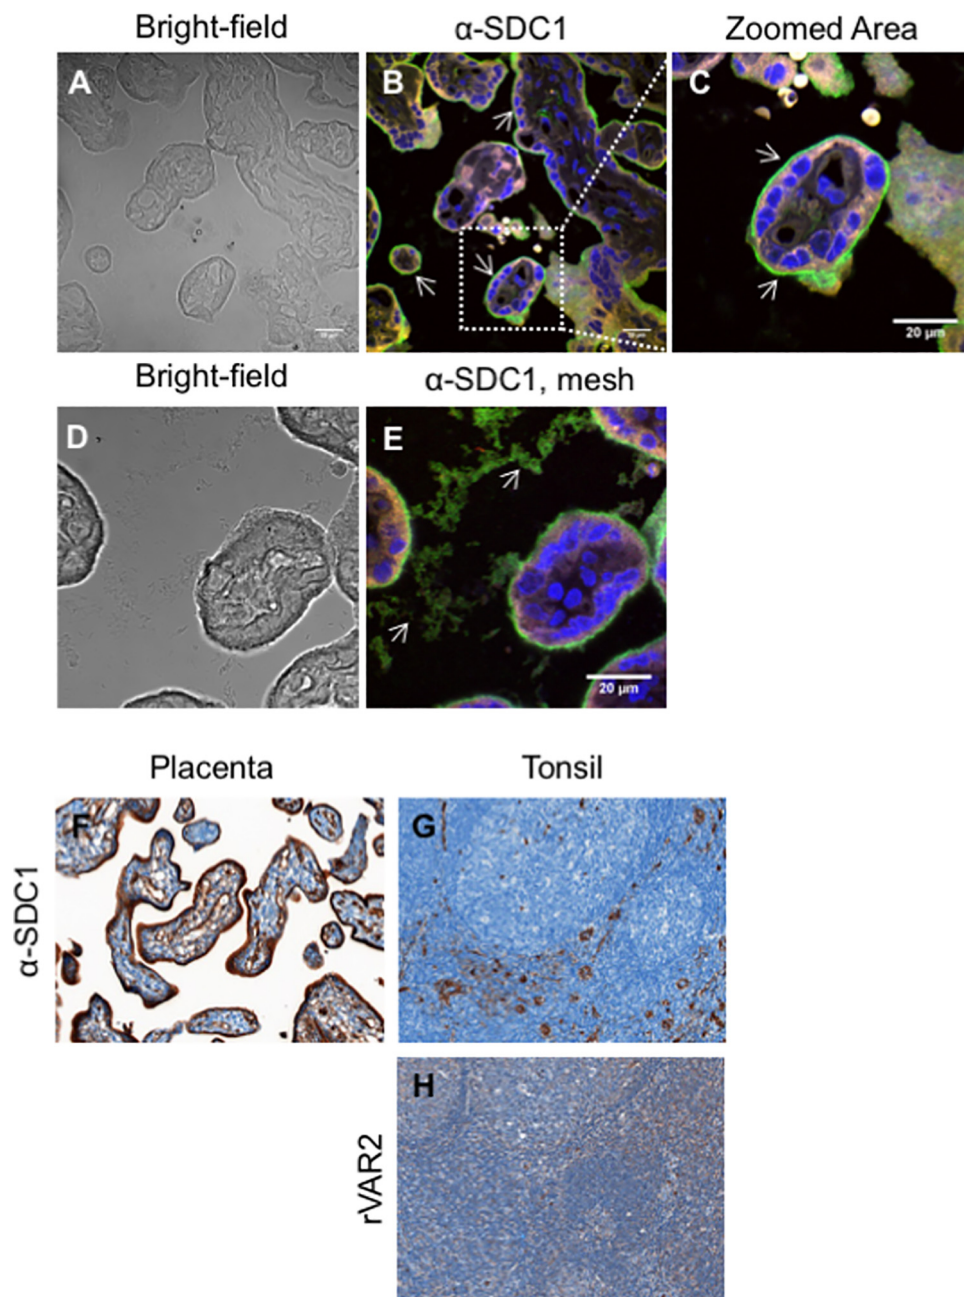 Bright-field
α-SDC1
Zoomed Area
A
B
C
20 µm
Bright-field
α-SDC1, mesh
D
E
20 µm
Placenta
Tonsil
α-SDC1
F
G
rVAR2
H